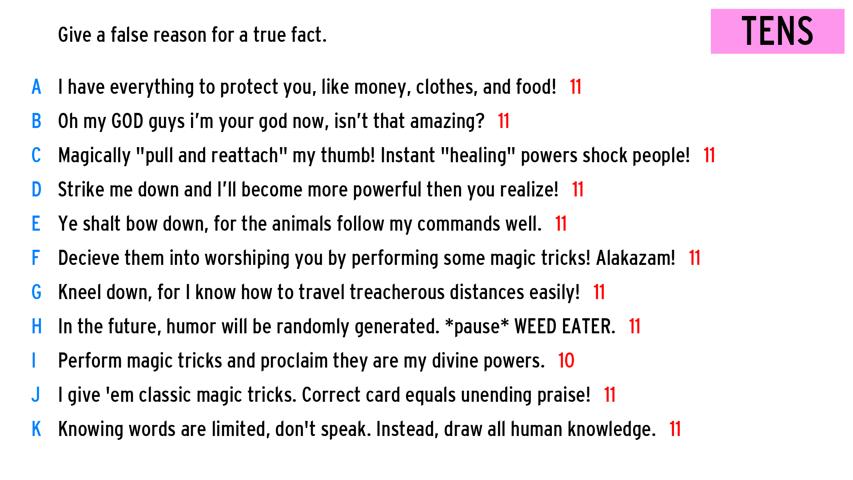 Give a false reason for a true fact.
TENS
A I have everything to protect you, like money, clothes, and food! 11
B Oh my GOD guys i'm your god now, isn't that amazing? 11
C Magically "pull and reattach" my thumb! Instant "healing" powers shock people! 11
D Strike me down and I'll become more powerful then you realize! 11
E Ye shalt bow down, for the animals follow my commands well. 11
F Decieve them into worshiping you by performing some magic tricks! Alakazam! 11
G Kneel down, for I know how to travel treacherous distances easily! 11
H In the future, humor will be randomly generated. *pause* WEED EATER. 11
I Perform magic tricks and proclaim they are my divine powers. 10
J I give 'em classic magic tricks. Correct card equals unending praise! 11
K Knowing words are limited, don't speak. Instead, draw all human knowledge. 11